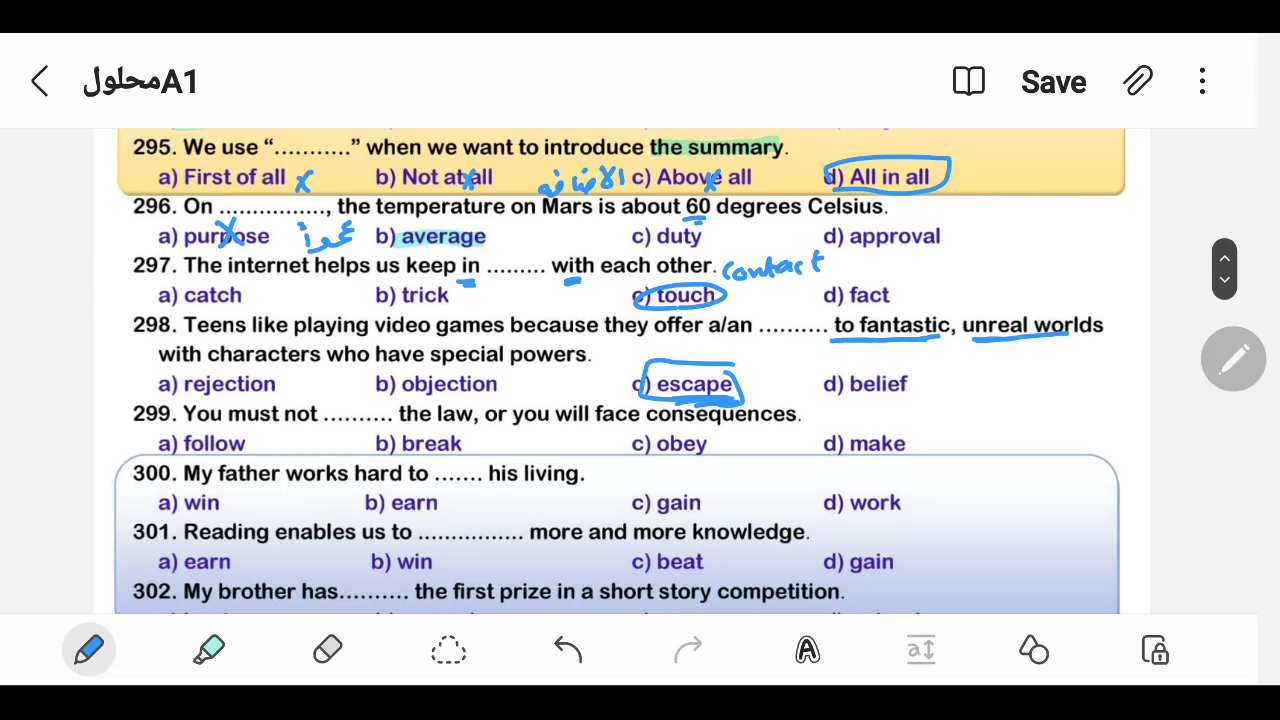 محلولA1
Save
295. We use “...........” when we want to introduce the summary.
a) First of all b) Not at all c) Above all d) All in all
الاضافه
296. On ................, the temperature on Mars is about 60 degrees Celsius.
a) purpose b) average c) duty d) approval
297. The internet helps us keep in ......... with each other. contact
a) catch b) trick c) touch d) fact
298. Teens like playing video games because they offer a/an .......... to fantastic, unreal worlds
with characters who have special powers.
a) rejection b) objection c) escape d) belief
299. You must not .......... the law, or you will face consequences.
a) follow b) break c) obey d) make
300. My father works hard to ....... his living.
a) win b) earn c) gain d) work
301. Reading enables us to ................ more and more knowledge.
a) earn b) win c) beat d) gain
302. My brother has.......... the first prize in a short story competition.